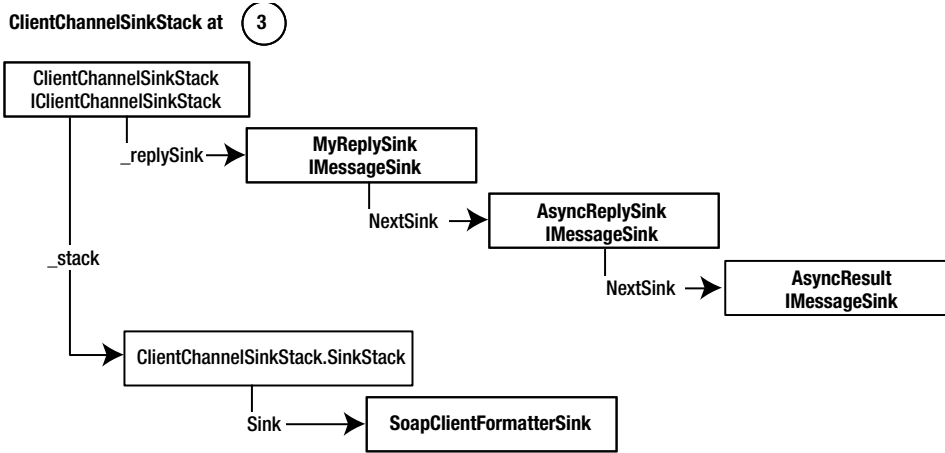 ClientChannelSinkStack at 3
ClientChannelSinkStack
IClientChannelSinkStack
_replySink
MyReplySink
IMessageSink
NextSink
AsyncReplySink
IMessageSink
_stack
NextSink
AsyncResult
IMessageSink
ClientChannelSinkStack.SinkStack
Sink
SoapClientFormatterSink